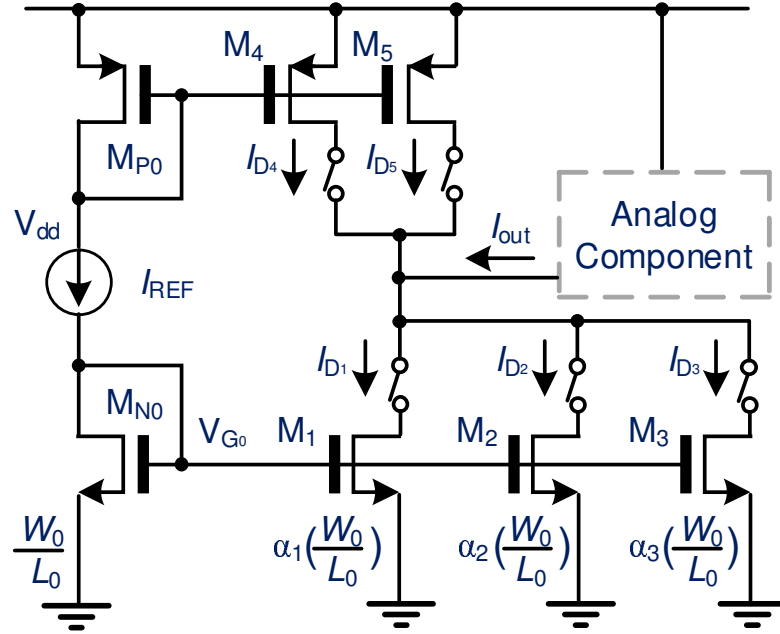 M4
M5
MP0
ID4
ID5
Vdd
IREF
Iout
Analog
Component
ID1
ID2
ID3
MN0
VG0
M1
M2
M3
W0
L0
α1(W0/L0)
α2(W0/L0)
α3(W0/L0)